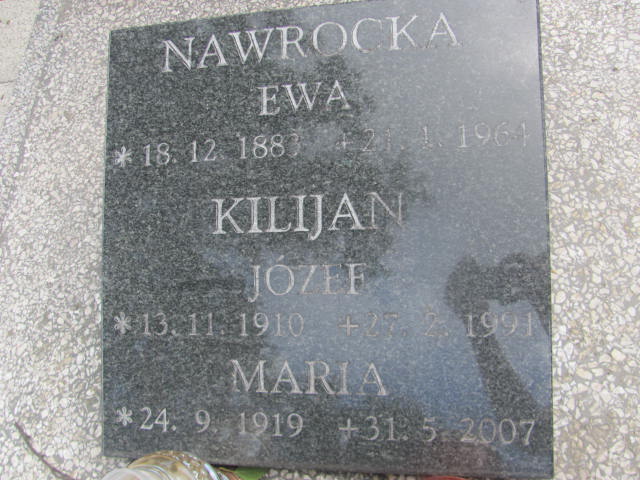 NAWROCKA
EWA
* 18. 12. 1883 + 21. 4. 1964
KILIJAN
JÓZEF
* 13. 11. 1910 + 27. 2. 1991
MARIA
* 24. 9. 1919 + 31. 5. 2007